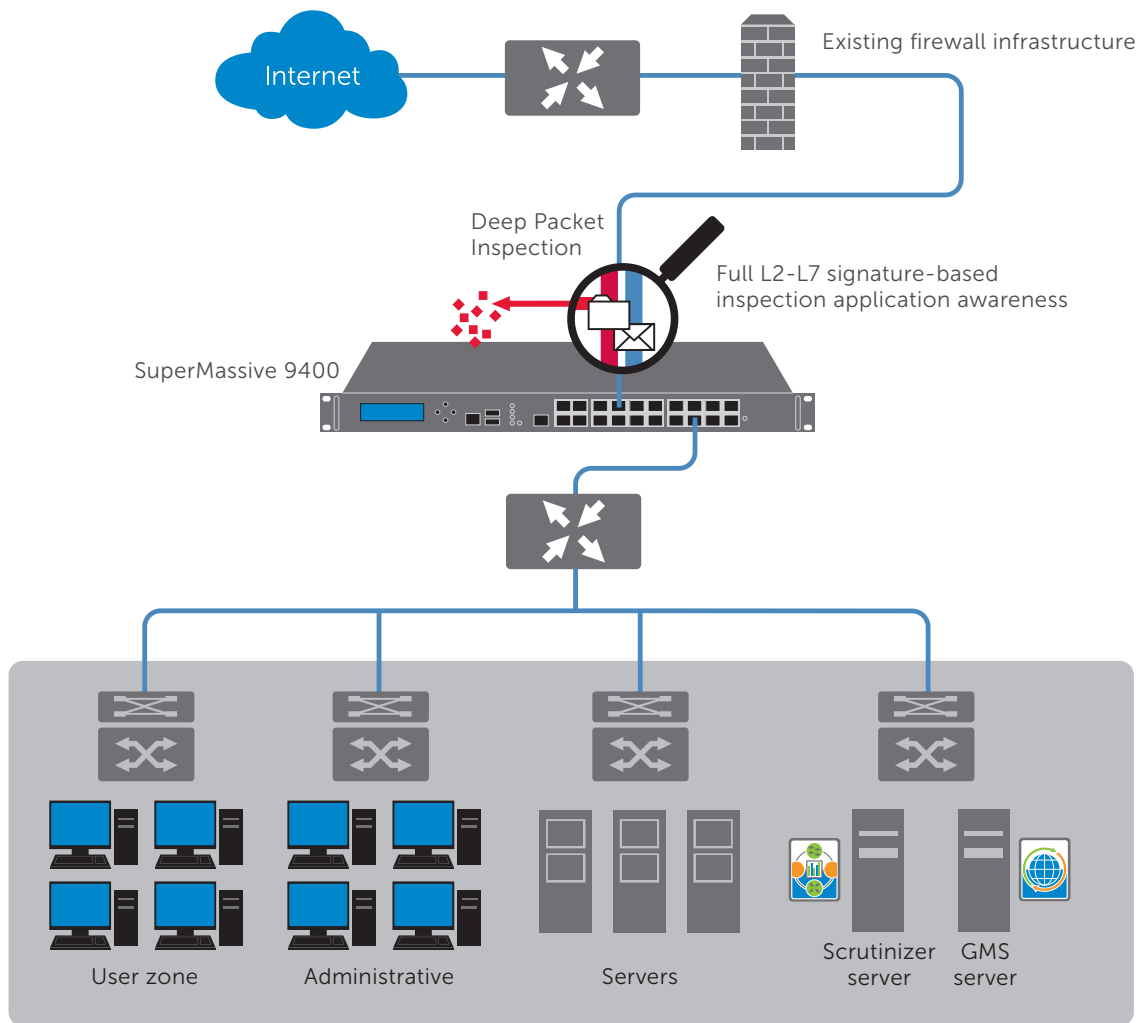 Internet
Existing firewall infrastructure
Deep Packet
Inspection
Full L2-L7 signature-based
inspection application awareness
SuperMassive 9400
User zone
Administrative
Servers
Scrutinizer
server
GMS
server